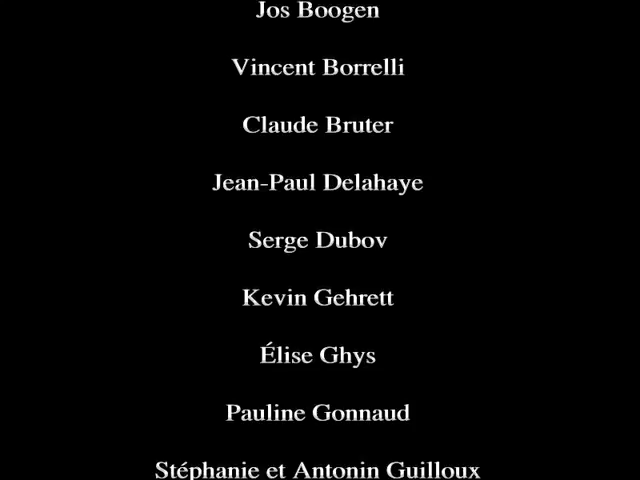 Jos Boogen
Vincent Borrelli
Claude Bruter
Jean-Paul Delahaye
Serge Dubov
Kevin Gehrett
Élise Ghys
Pauline Gonnaud
Stéphanie et Antonin Guilloux